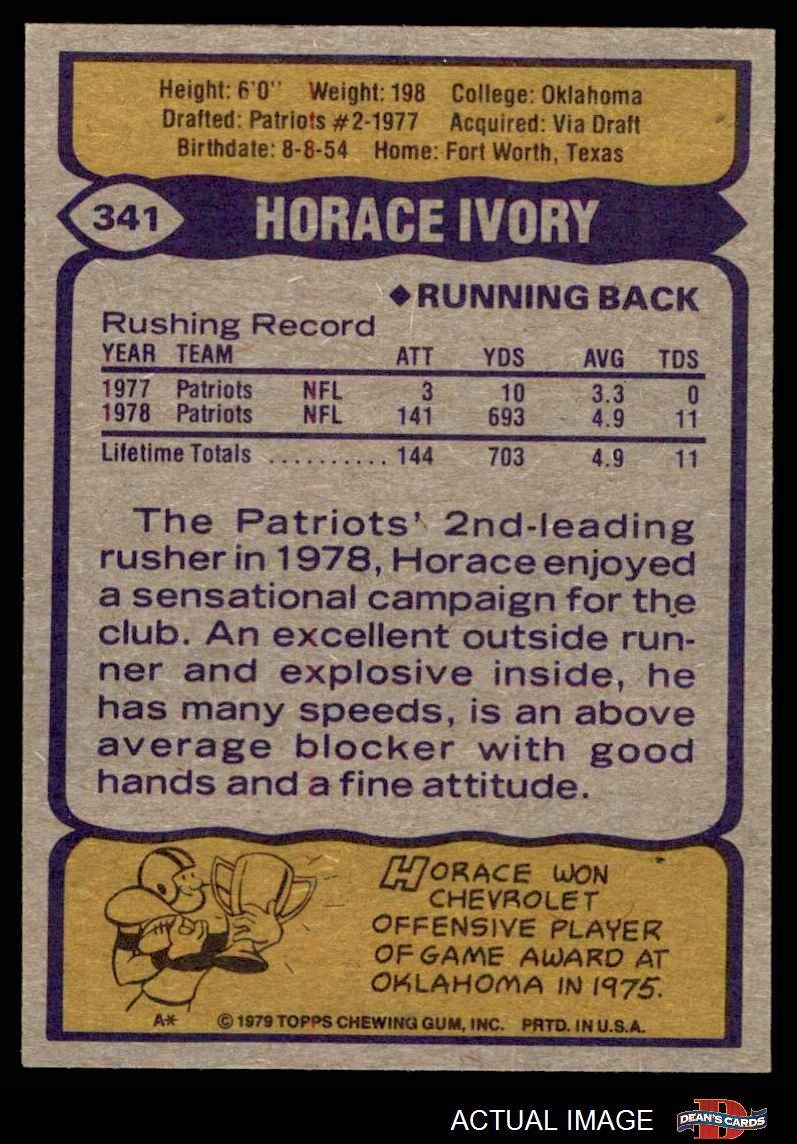 Height: 6'0" Weight: 198 College: Oklahoma
Drafted: Patriots #2-1977 Acquired: Via Draft
Birthdate: 8-8-54 Home: Fort Worth, Texas
341 HORACE IVORY
◆RUNNING BACK
Rushing Record
YEAR TEAM ATT YDS AVG TDS
1977 Patriots NFL 3 10 3.3 0
1978 Patriots NFL 141 693 4.9 11
Lifetime Totals .......... 144 703 4.9 11
The Patriots' 2nd-leading
rusher in 1978, Horace enjoyed
a sensational campaign for the
club. An excellent outside run-
ner and explosive inside, he
has many speeds, is an above
average blocker with good
hands and a fine attitude.
HORACE WON
CHEVROLET
OFFENSIVE PLAYER
OF GAME AWARD AT
OKLAHOMA IN 1975.
A* © 1979 TOPPS CHEWING GUM, INC. PRTD. IN U.S.A.
ACTUAL IMAGE
D
DEAN'S CARDS